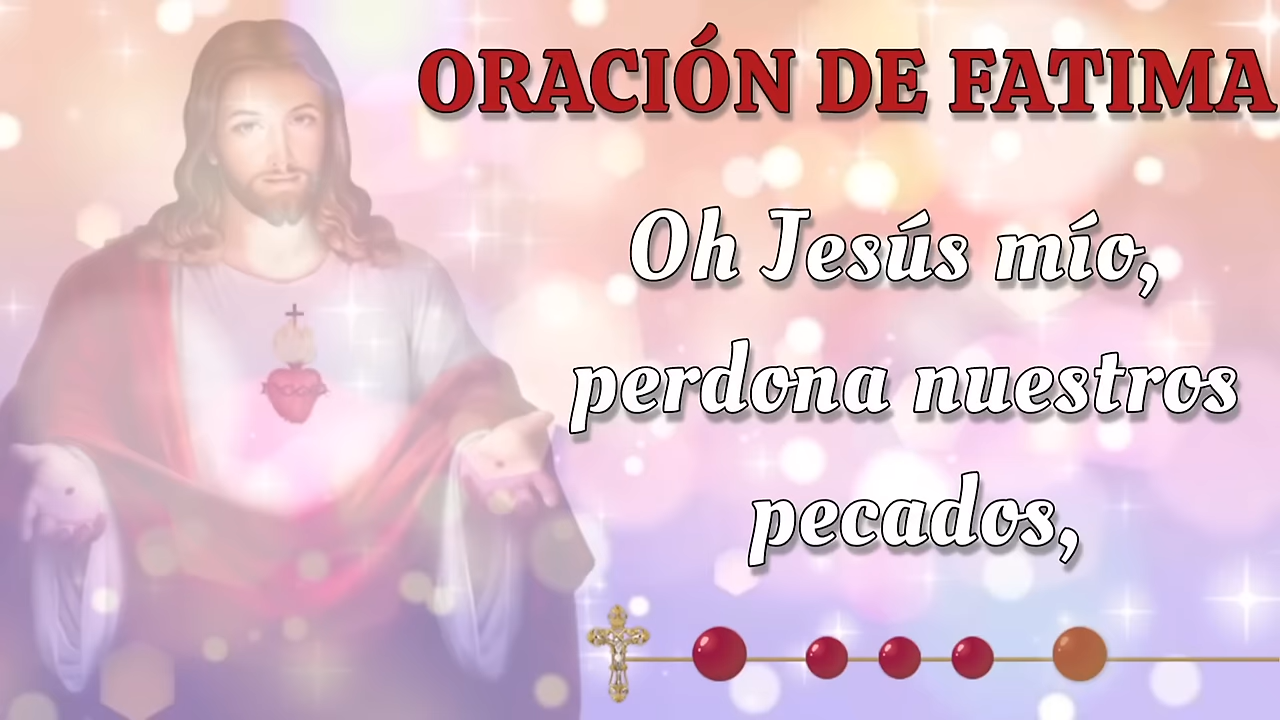 ORACIÓN DE FATIMA
Oh Jesús mío,
perdona nuestros
pecados,